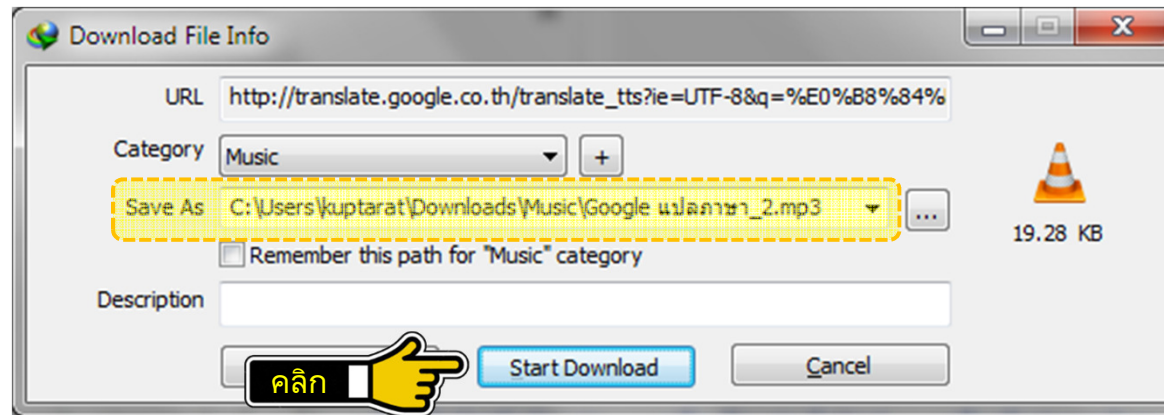 Download File Info
URL http://translate.google.co.th/translate_tts?ie=UTF-8&q=%E0%B8%84%
Category Music +
Save As C:\Users\kuptarat\Downloads\Music\Google แปลภาษา_2.mp3 ...
19.28 KB
Remember this path for "Music" category
Description
คลิก Start Download Cancel